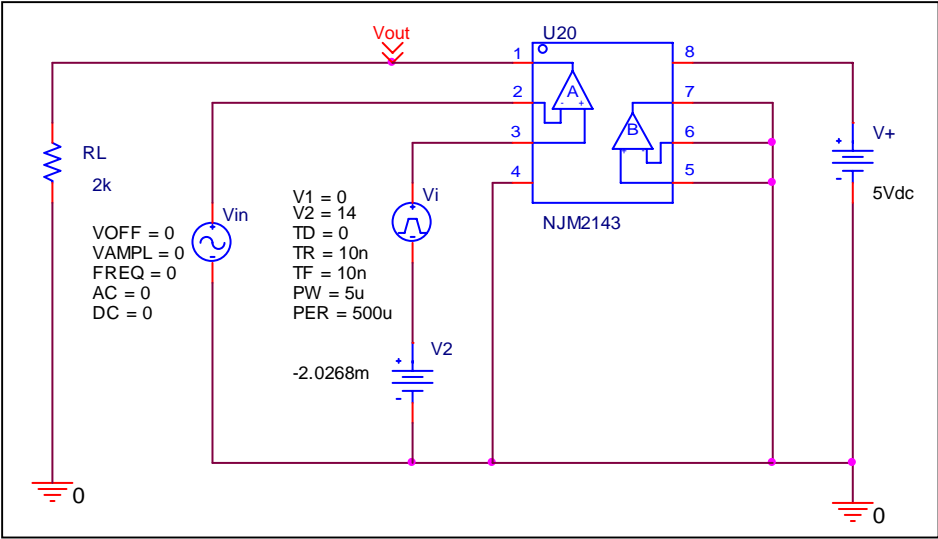 Vout
U20
1
8
A
2
7
B
3
6
4
5
- +
+ -
NJM2143
RL
2k
V+
+
-
5Vdc
Vin
+
-
VOFF = 0
VAMPL = 0
FREQ = 0
AC = 0
DC = 0
Vi
+
-
V1 = 0
V2 = 14
TD = 0
TR = 10n
TF = 10n
PW = 5u
PER = 500u
V2
+
-
-2.0268m
0
0